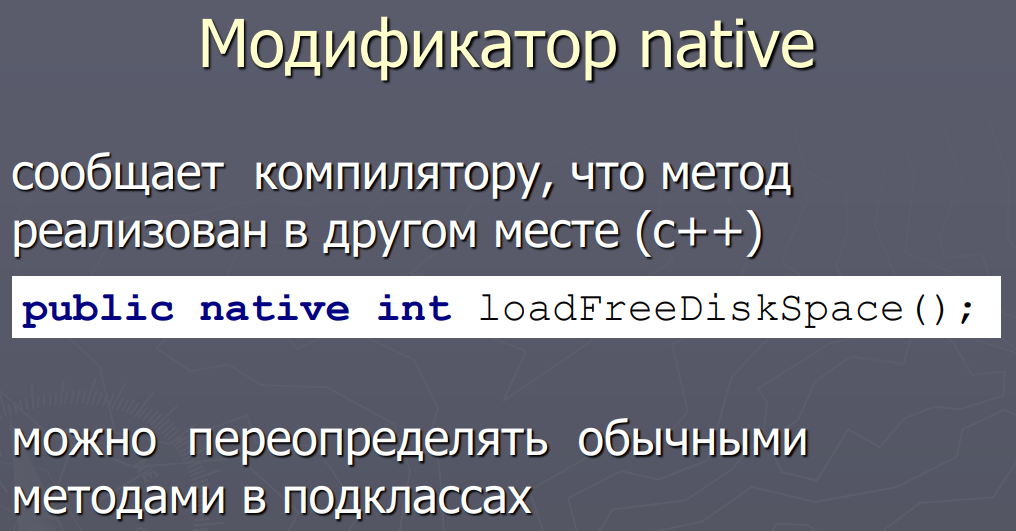 Модификатор native
сообщает компилятору, что метод
реализован в другом месте (c++)
public native int loadFreeDiskSpace();
можно переопределять обычными
методами в подклассах